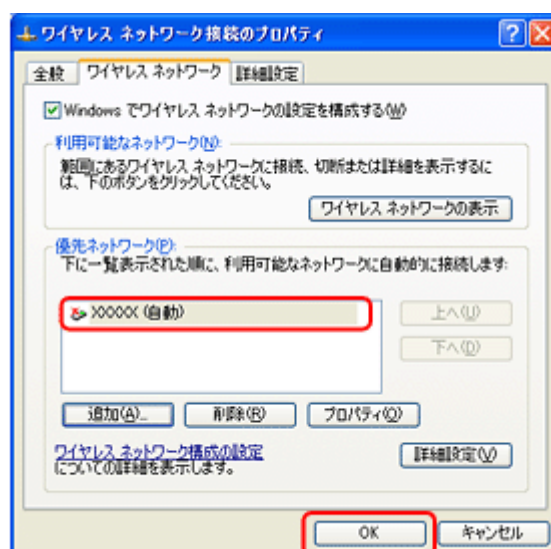 ワイヤレス ネットワーク接続のプロパティ
全般 ワイヤレス ネットワーク 詳細設定
Windows でワイヤレス ネットワークの設定を構成する(W)
利用可能なネットワーク(N):
範囲にあるワイヤレス ネットワークに接続、切断または詳細を表示するに
は、下のボタンをクリックしてください。
ワイヤレス ネットワークの表示
優先ネットワーク(P):
下に一覧表示された順に、利用可能なネットワークに自動的に接続します:
XXXXX (自動)
上へ(U)
下へ(D)
追加(A)... 削除(R) プロパティ(O)
ワイヤレス ネットワーク構成の設定
についての詳細を表示します。
詳細設定(V)
OK キャンセル